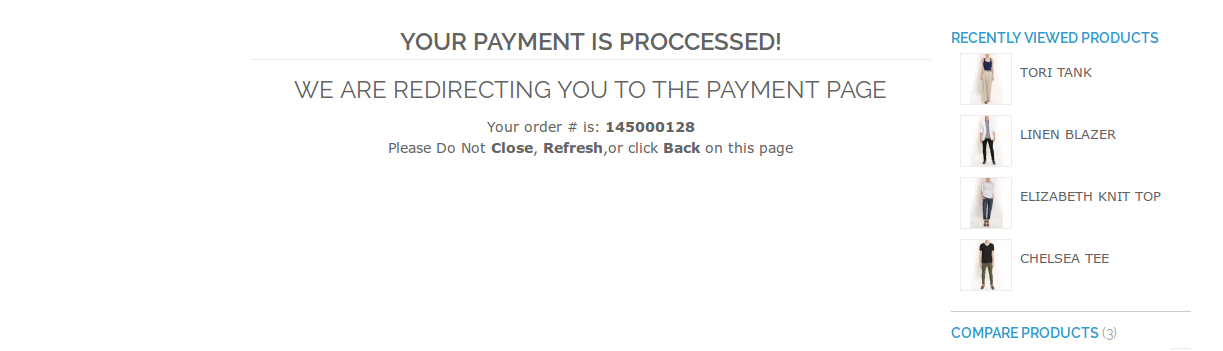 YOUR PAYMENT IS PROCCESSED!
WE ARE REDIRECTING YOU TO THE PAYMENT PAGE
Your order # is: 145000128
Please Do Not Close, Refresh,or click Back on this page
RECENTLY VIEWED PRODUCTS
TORI TANK
LINEN BLAZER
ELIZABETH KNIT TOP
CHELSEA TEE
COMPARE PRODUCTS (3)